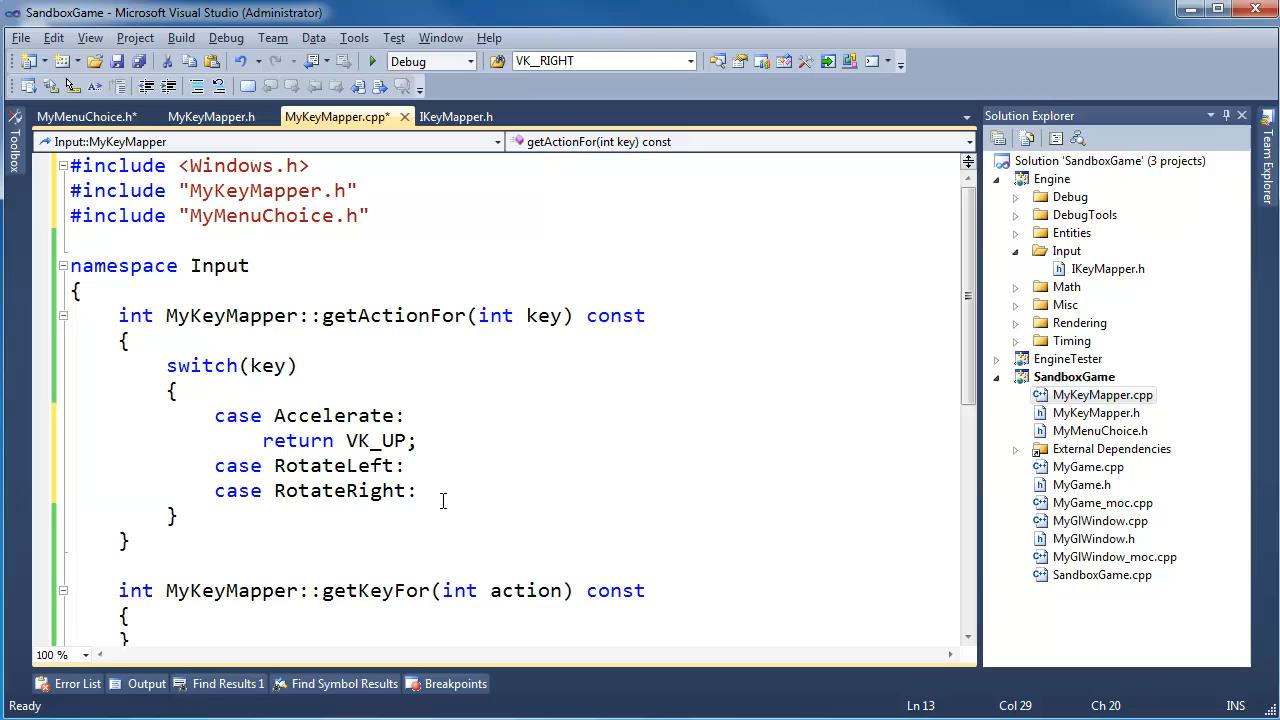 SandboxGame - Microsoft Visual Studio (Administrator)
File Edit View Project Build Debug Team Data Tools Test Window Help
Debug VK_RIGHT
MyMenuChoice.h* MyKeyMapper.h MyKeyMapper.cpp* IKeyMapper.h
Input::MyKeyMapper getActionFor(int key) const
#include <Windows.h>
#include "MyKeyMapper.h"
#include "MyMenuChoice.h"
namespace Input
{
int MyKeyMapper::getActionFor(int key) const
{
switch(key)
{
case Accelerate:
return VK_UP;
case RotateLeft:
case RotateRight:
}
}
int MyKeyMapper::getKeyFor(int action) const
{
}
100 %
Toolbox
Solution Explorer
Solution 'SandboxGame' (3 projects)
Engine
Debug
DebugTools
Entities
Input
IKeyMapper.h
Math
Misc
Rendering
Timing
EngineTester
SandboxGame
MyKeyMapper.cpp
MyKeyMapper.h
MyMenuChoice.h
External Dependencies
MyGame.cpp
MyGame.h
MyGame_moc.cpp
MyGlWindow.cpp
MyGlWindow.h
MyGlWindow_moc.cpp
SandboxGame.cpp
Team Explorer
Error List Output Find Results 1 Find Symbol Results Breakpoints
Ready Ln 13 Col 29 Ch 20 INS